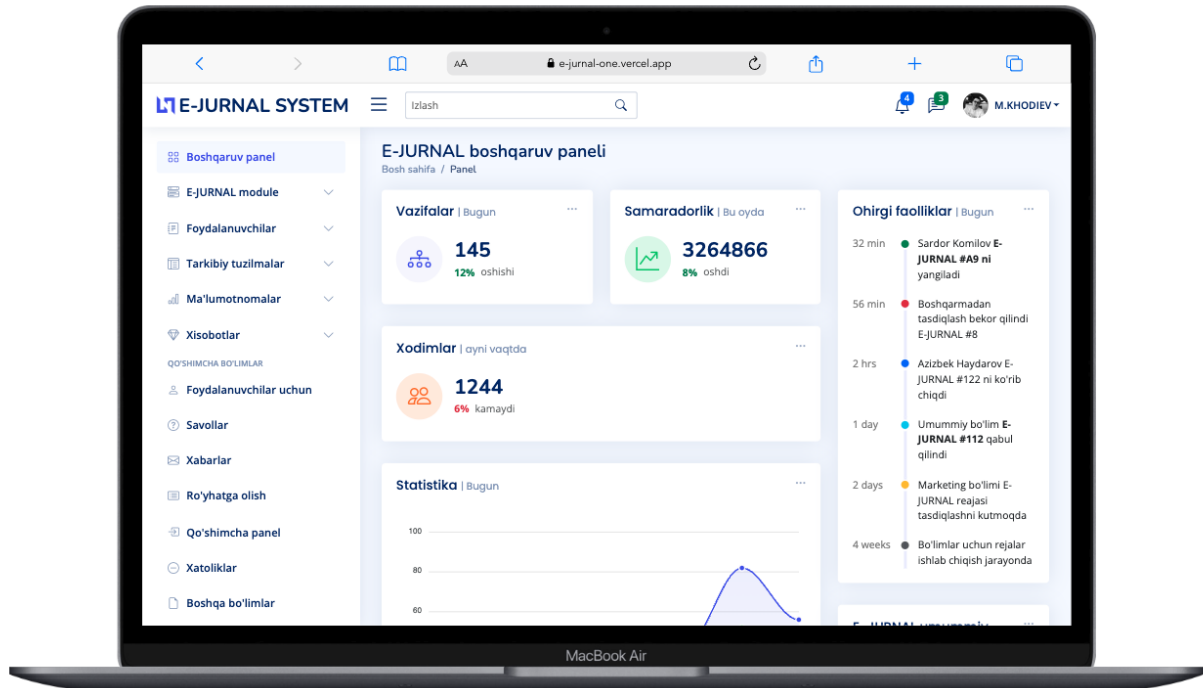 AA e-jurnal-one.vercel.app
E-JURNAL SYSTEM
Izlash
4
3
M.KHODIEV
Boshqaruv panel
E-JURNAL module
Foydalanuvchilar
Tarkibiy tuzilmalar
Ma'lumotnomalar
Xisobotlar
QO'SHIMCHA BO'LIMLAR
Foydalanuvchilar uchun
Savollar
Xabarlar
Ro'yhatga olish
Qo'shimcha panel
Xatoliklar
Boshqa bo'limlar
E-JURNAL boshqaruv paneli
Bosh sahifa / Panel
Vazifalar | Bugun
145
12% oshishi
Samaradorlik | Bu oyda
3264866
8% oshdi
Xodimlar | ayni vaqtda
1244
6% kamaydi
Statistika | Bugun
100
80
60
Ohirgi faolliklar | Bugun
32 min Sardor Komilov E-
JURNAL #A9 ni
yangiladi
56 min Boshqarmadan
tasdiqlash bekor qilindi
E-JURNAL #8
2 hrs Azizbek Haydarov E-
JURNAL #122 ni ko'rib
chiqdi
1 day Umummiy bo'lim E-
JURNAL #112 qabul
qilindi
2 days Marketing bo'limi E-
JURNAL rejasi
tasdiqlashni kutmoqda
4 weeks Bo'limlar uchun rejalar
ishlab chiqish jarayonda
E-JURNAL umummiy
MacBook Air